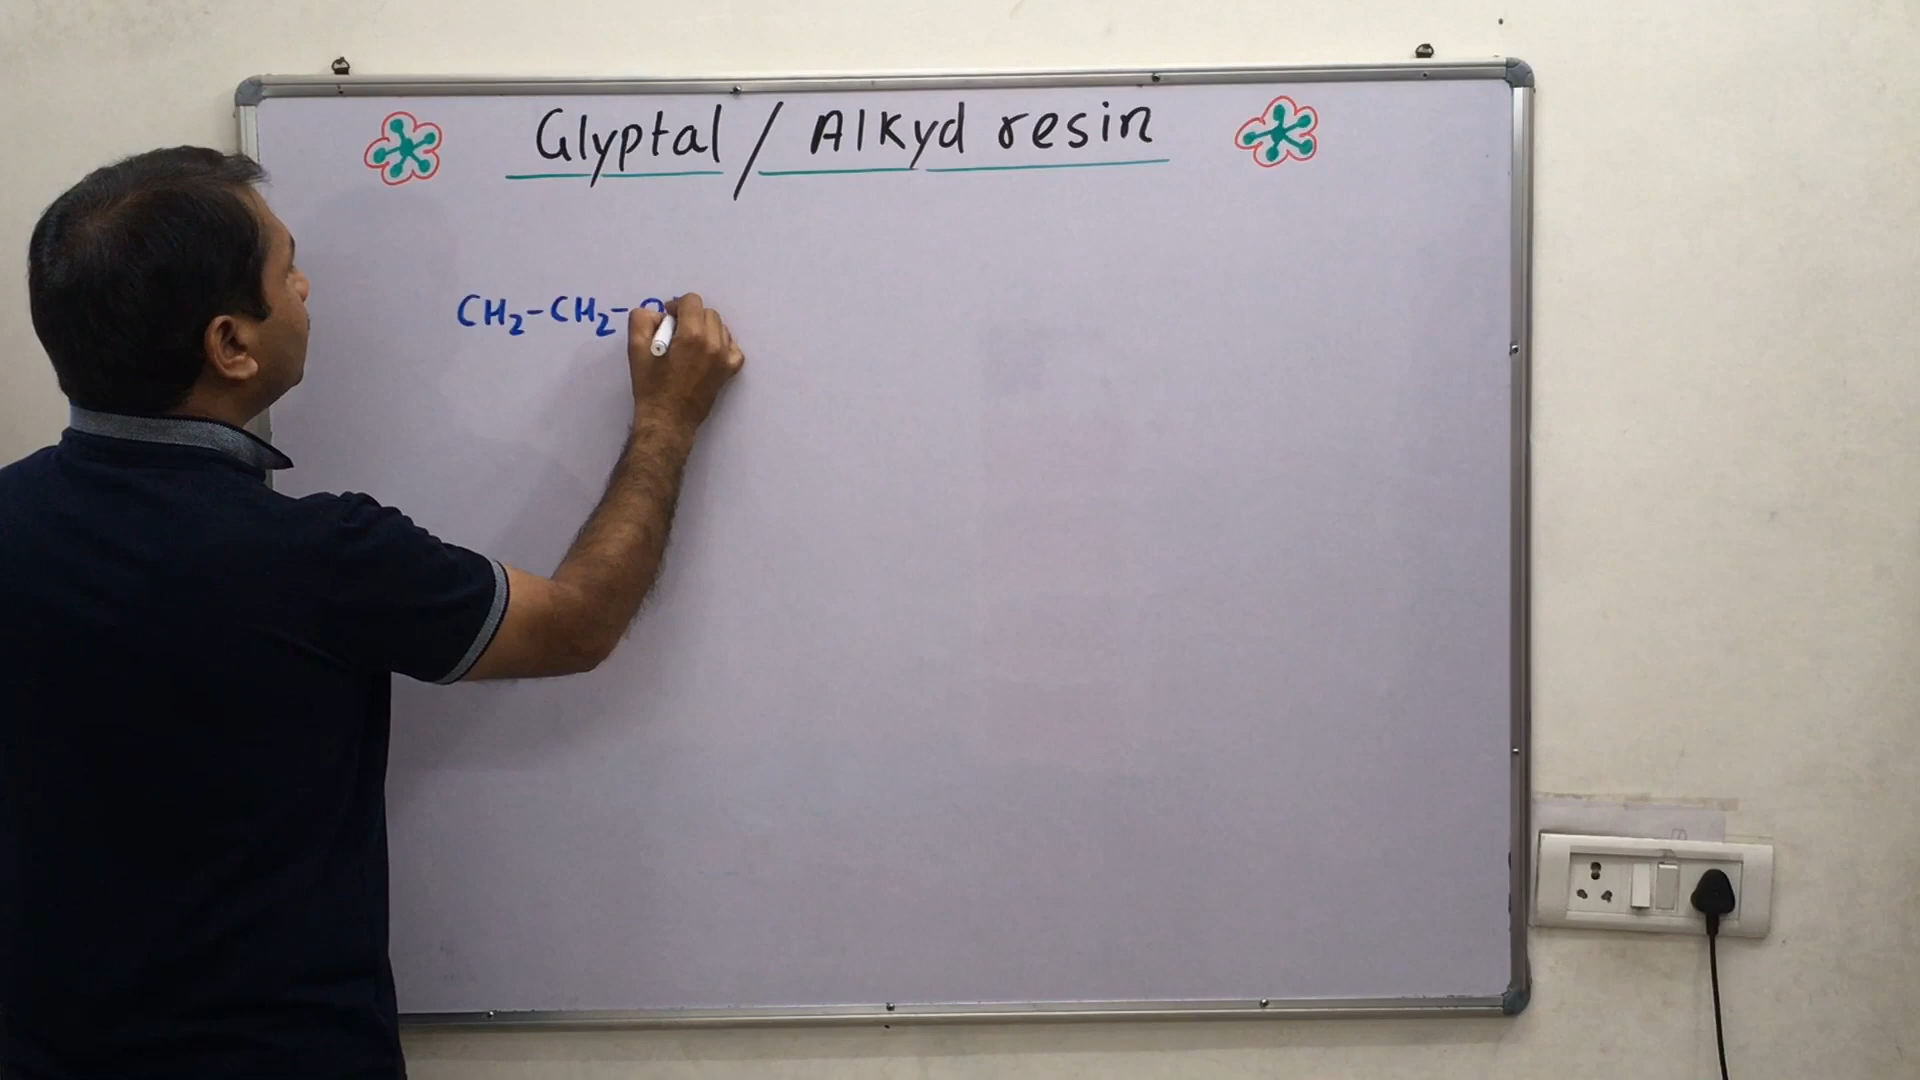 Glyptal / Alkyd resin
CH₂-CH₂-O